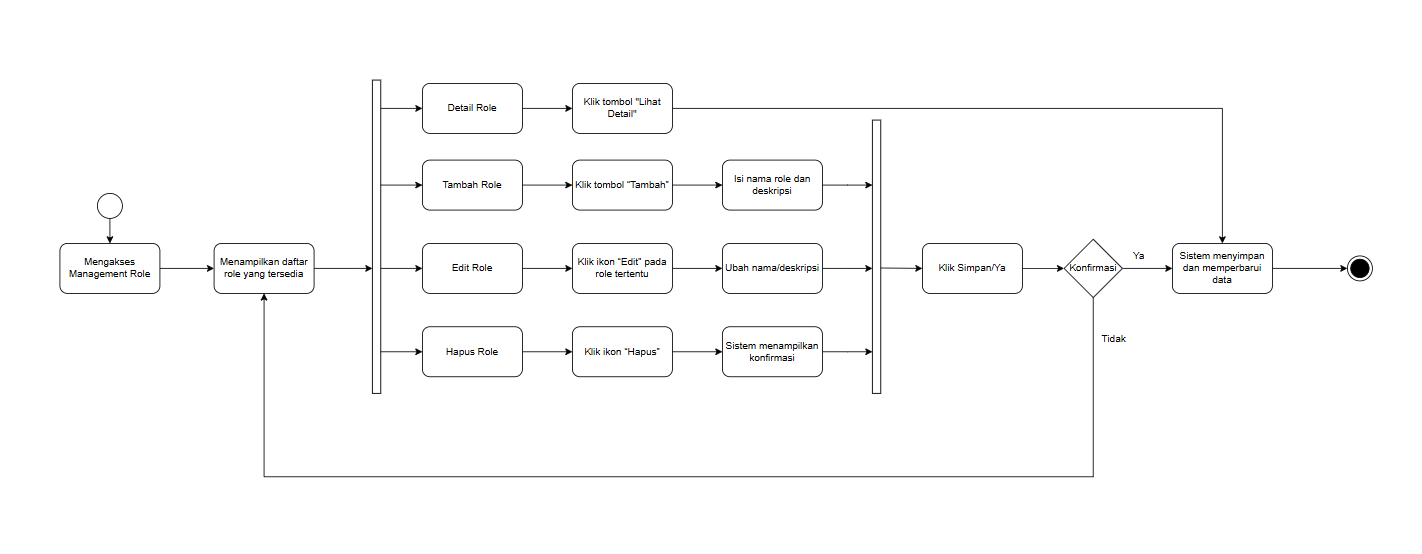 Detail Role
Klik tombol "Lihat
Detail"
Tambah Role
Klik tombol “Tambah”
Isi nama role dan
deskripsi
Mengakses
Management Role
Menampilkan daftar
role yang tersedia
Edit Role
Klik ikon “Edit” pada
role tertentu
Ubah nama/deskripsi
Klik Simpan/Ya
Konfirmasi
Ya
Sistem menyimpan
dan memperbarui
data
Tidak
Hapus Role
Klik ikon “Hapus”
Sistem menampilkan
konfirmasi